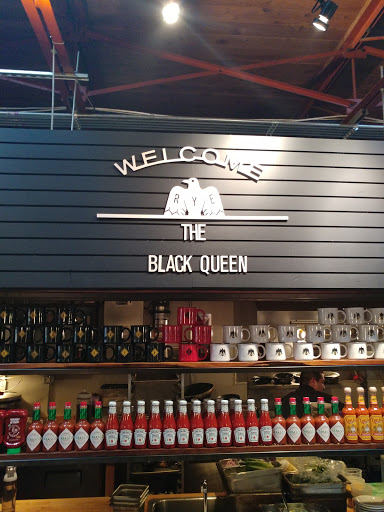 WELCOME
RYE
THE
BLACK QUEEN